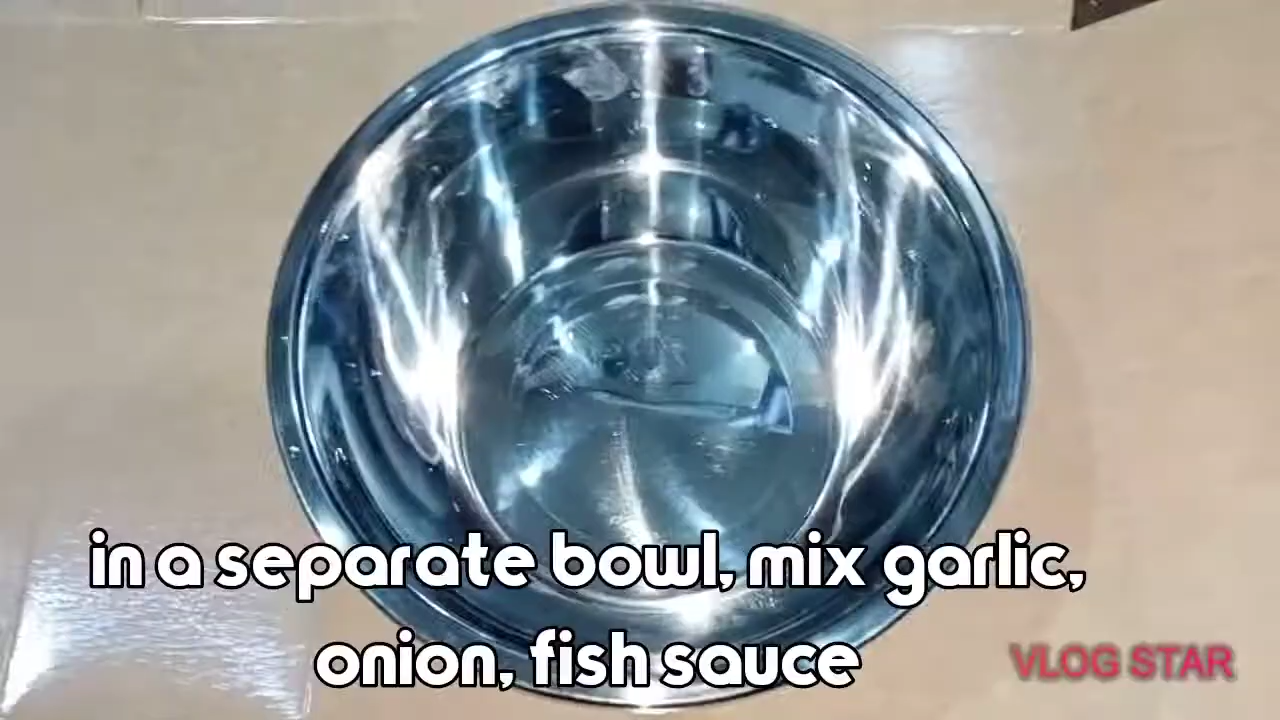 in a separate bowl, mix garlic,
onion, fish sauce
VLOG STAR